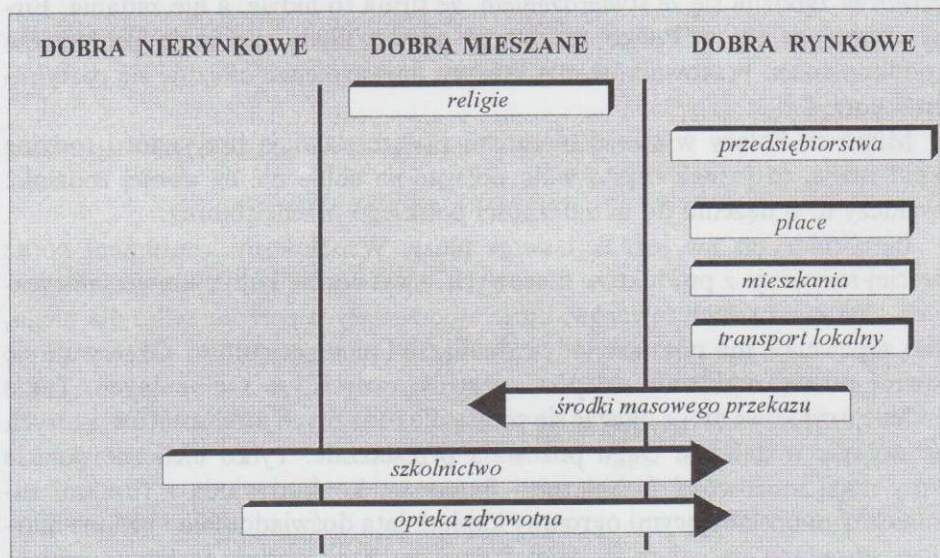 DOBRA NIERYNKOWE DOBRA MIESZANE DOBRA RYNKOWE
religie
przedsiębiorstwa
płace
mieszkania
transport lokalny
środki masowego przekazu
szkolnictwo
opieka zdrowotna